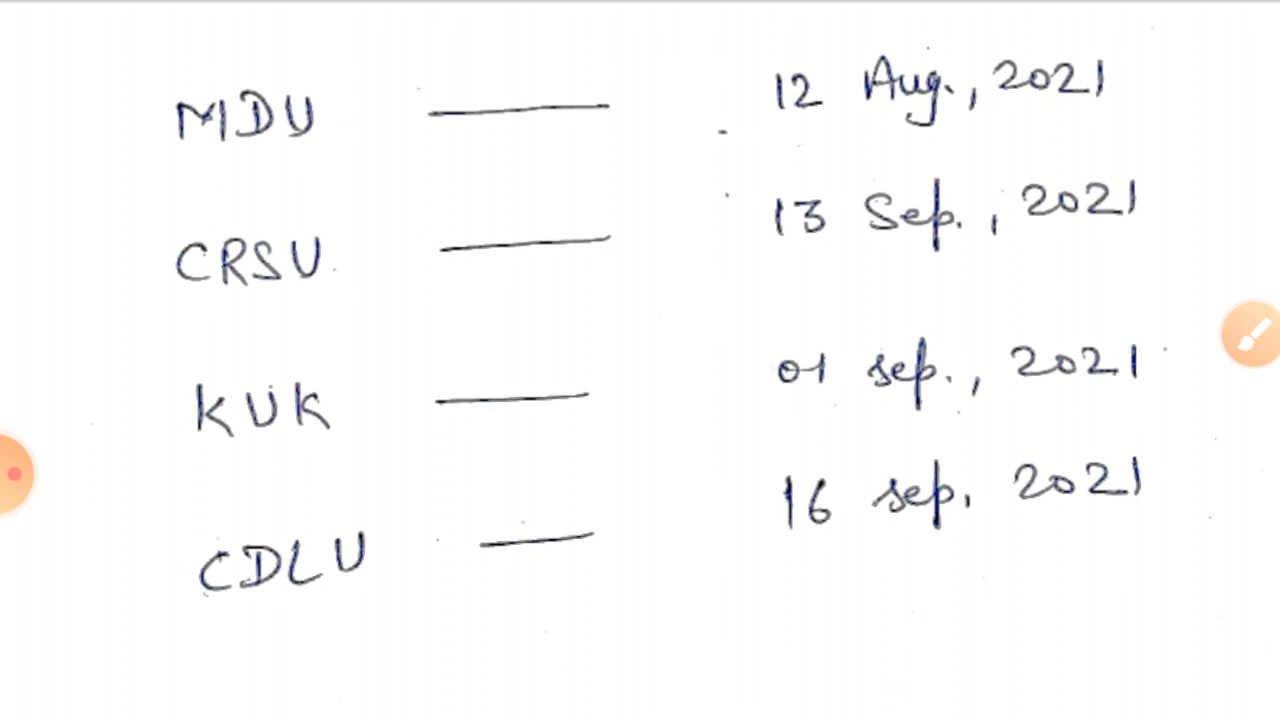 MDU — 12 Aug., 2021
CRSU — 13 Sep., 2021
KUK — 01 sep., 2021
CDLU — 16 sep, 2021